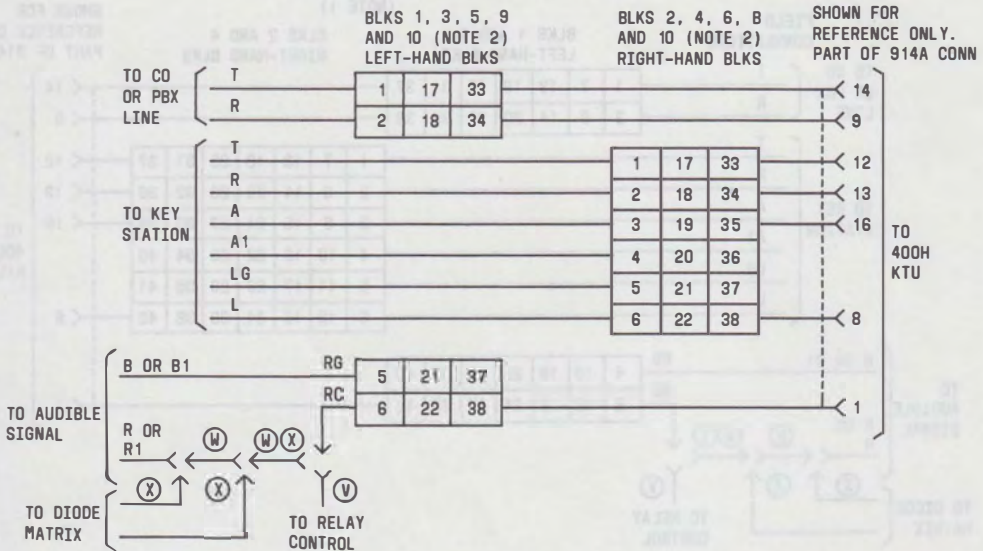 BLKS 1, 3, 5, 9
AND 10 (NOTE 2)
LEFT-HAND BLKS
BLKS 2, 4, 6, 8
AND 10 (NOTE 2)
RIGHT-HAND BLKS
SHOWN FOR
REFERENCE ONLY.
PART OF 914A CONN
TO CO
OR PBX
LINE
T
R
1 17 33
2 18 34
14
9
TO KEY
STATION
T
R
A
A1
LG
L
1 17 33
2 18 34
3 19 35
4 20 36
5 21 37
6 22 38
12
13
16
8
TO
400H
KTU
TO AUDIBLE
SIGNAL
B OR B1
RG
5 21 37
RC
6 22 38
1
R OR
R1
W
W X
X
X
V
TO DIODE
MATRIX
TO RELAY
CONTROL